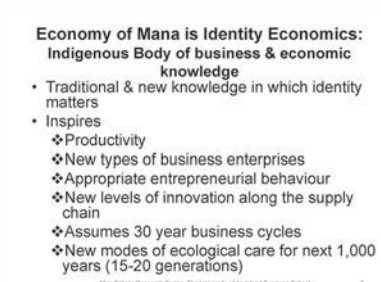 Economy of Mana is Identity Economics:
Indigenous Body of business & economic
knowledge
• Traditional & new knowledge in which identity
matters
• Inspires
❖Productivity
❖New types of business enterprises
❖Appropriate entrepreneurial behaviour
❖New levels of innovation along the supply
chain
❖Assumes 30 year business cycles
❖New modes of ecological care for next 1,000
years (15-20 generations)